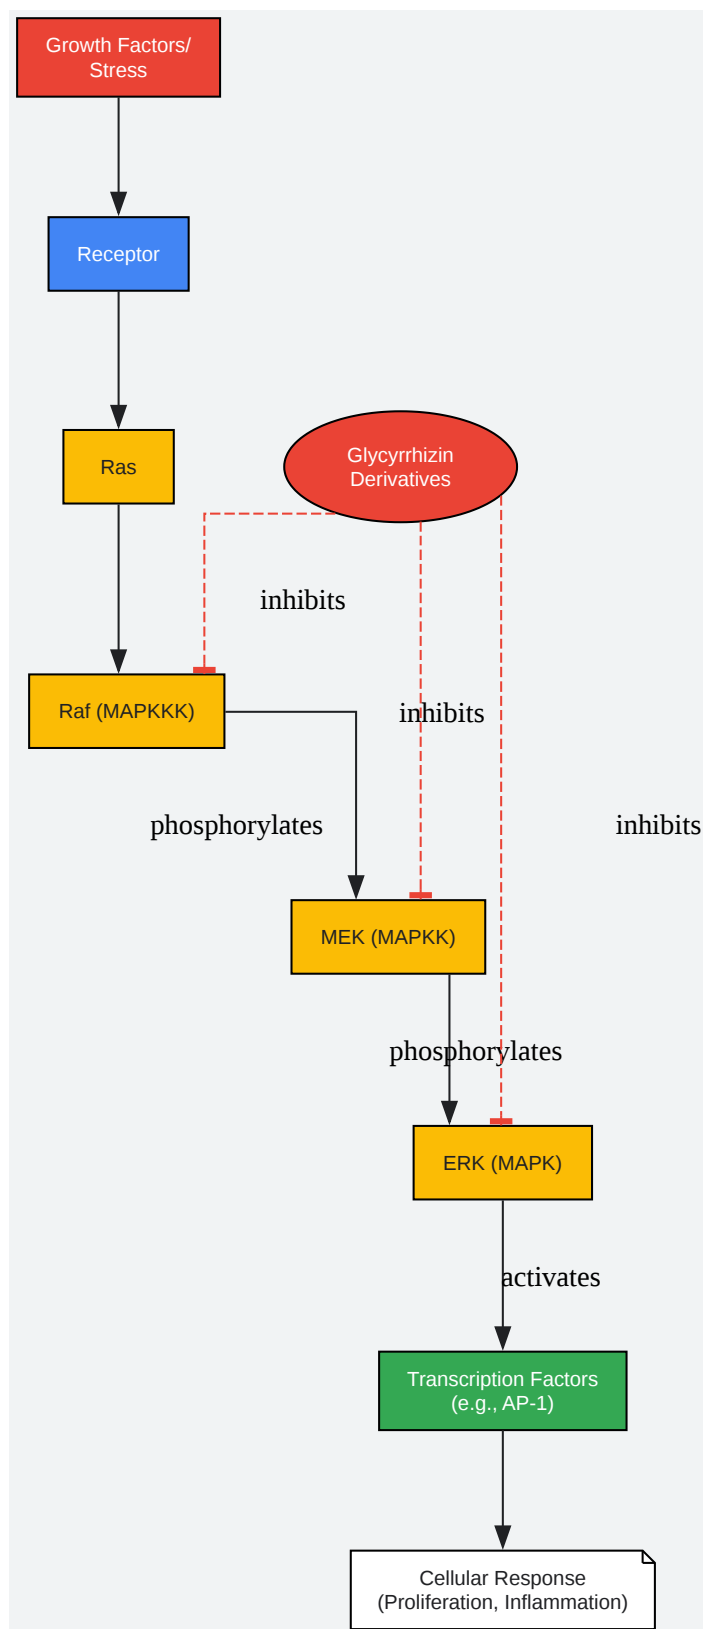 Growth Factors/
Stress
Receptor
Ras
Glycyrrhizin
Derivatives
inhibits
Raf (MAPKKK)
inhibits
phosphorylates
inhibits
MEK (MAPKK)
phosphorylates
ERK (MAPK)
activates
Transcription Factors
(e.g., AP-1)
Cellular Response
(Proliferation, Inflammation)